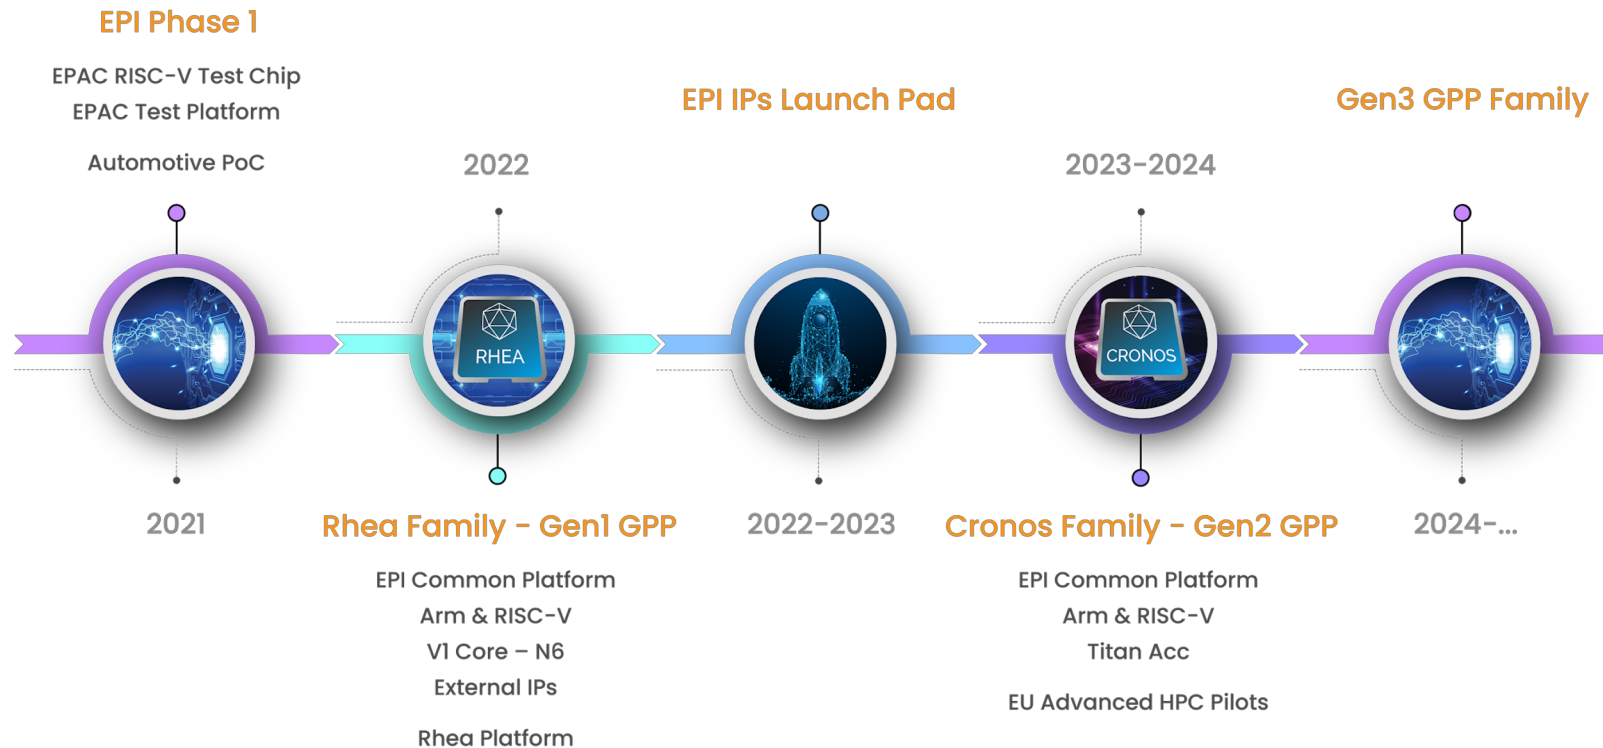 EPI Phase 1
EPAC RISC-V Test Chip
EPAC Test Platform
Automotive PoC
2021
2022
RHEA
Rhea Family - Gen1 GPP
EPI Common Platform
Arm & RISC-V
V1 Core – N6
External IPs
Rhea Platform
EPI IPs Launch Pad
2022-2023
2023-2024
CRONOS
Cronos Family - Gen2 GPP
EPI Common Platform
Arm & RISC-V
Titan Acc
EU Advanced HPC Pilots
Gen3 GPP Family
2024-...